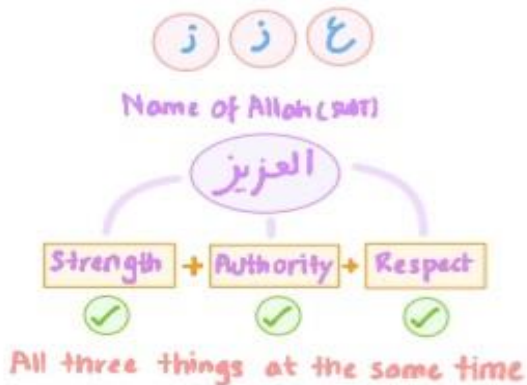 ع ز ز
Name of Allah (SWT)
العزيز
Strength + Authority + Respect
All three things at the same time